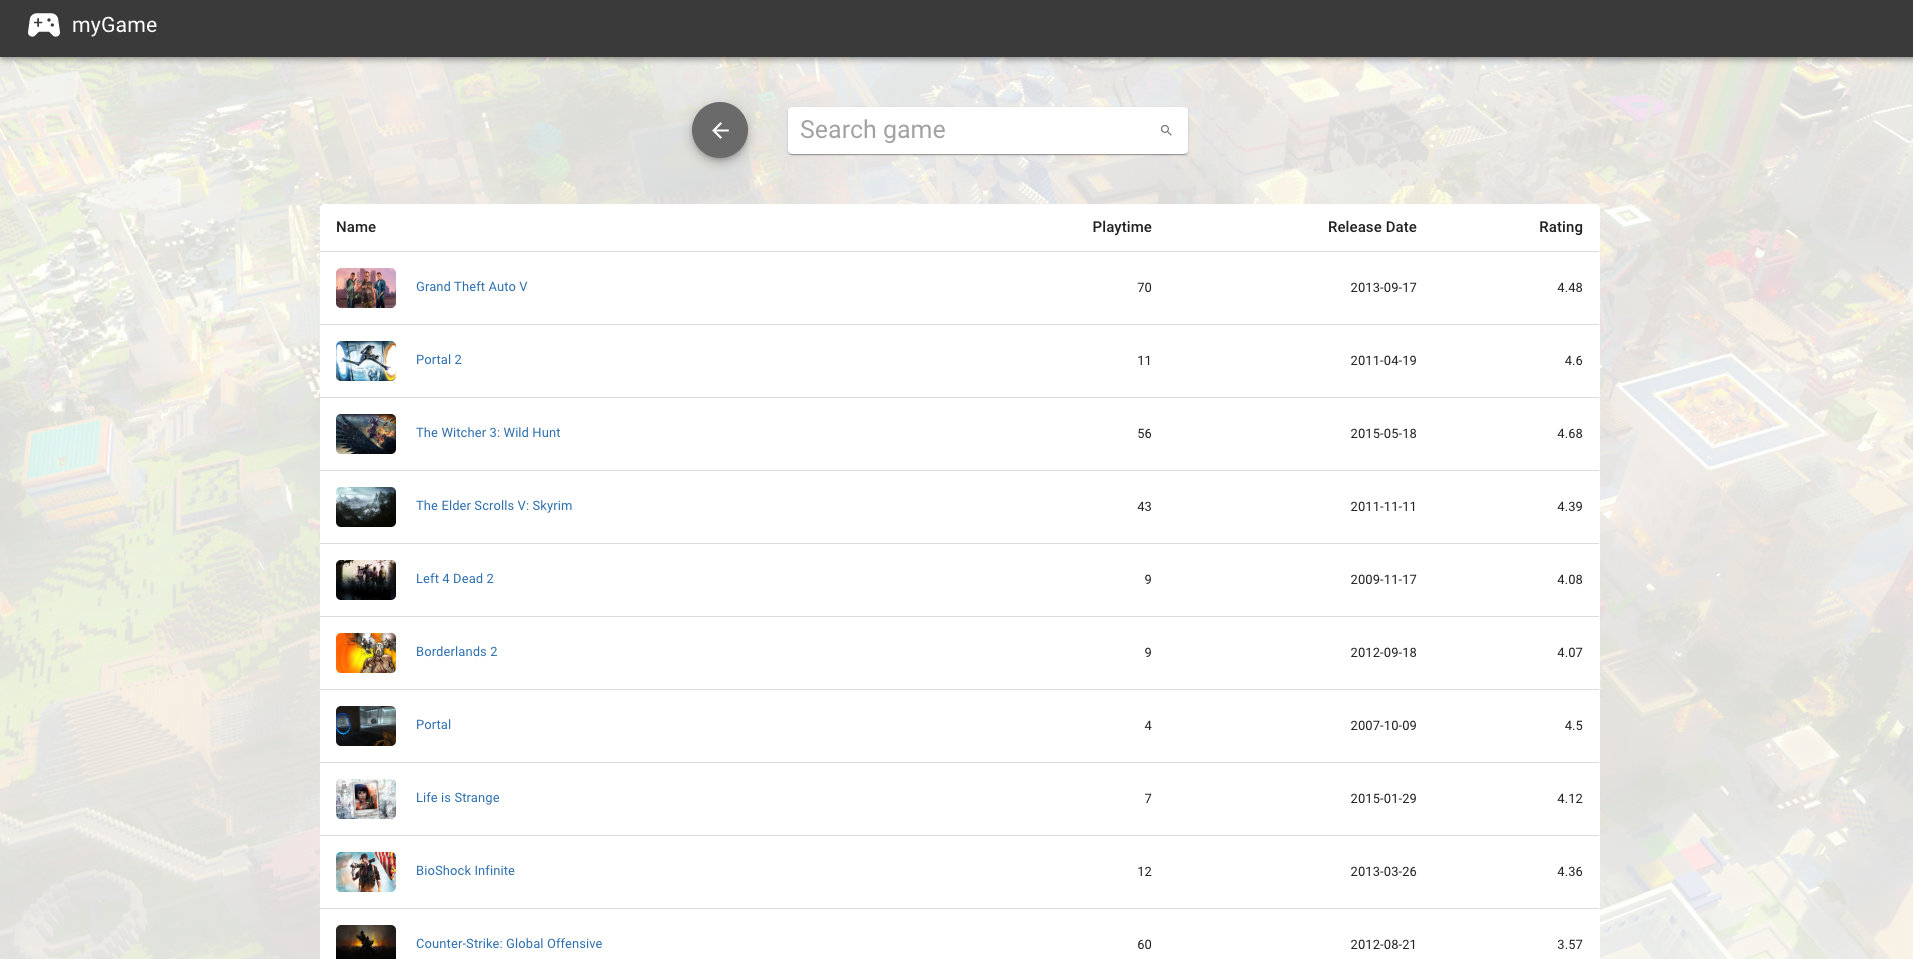 myGame
Search game
Name Playtime Release Date Rating
Grand Theft Auto V 70 2013-09-17 4.48
Portal 2 11 2011-04-19 4.6
The Witcher 3: Wild Hunt 56 2015-05-18 4.68
The Elder Scrolls V: Skyrim 43 2011-11-11 4.39
Left 4 Dead 2 9 2009-11-17 4.08
Borderlands 2 9 2012-09-18 4.07
Portal 4 2007-10-09 4.5
Life is Strange 7 2015-01-29 4.12
BioShock Infinite 12 2013-03-26 4.36
Counter-Strike: Global Offensive 60 2012-08-21 3.57